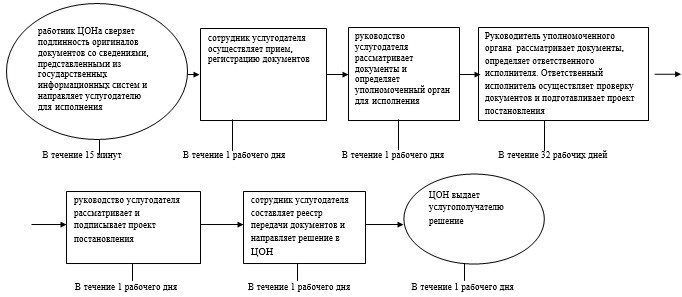 работник ЦОНа сверяет
подлинность оригиналов
документов со сведениями,
представленными из
государственных
информационных систем и
направляет услугодателю
для исполнения
сотрудник услугодателя
осуществляет прием,
регистрацию документов
руководство
услугодателя
рассматривает
документы и
определяет
уполномоченный орган
для исполнения
Руководитель уполномоченного
органа рассматривает документы,
определяет ответственного
исполнителя. Ответственный
исполнитель осуществляет проверку
документов и подготавливает проект
постановления
В течение 15 минут
В течение 1 рабочего дня
В течение 1 рабочего дня
В течение 32 рабочих дней
руководство услугодателя
рассматривает и
подписывает проект
постановления
сотрудник услугодателя
составляет реестр
передачи документов и
направляет решение в
ЦОН
ЦОН выдает
услугополучателю
решение
В течение 1 рабочего дня
В течение 1 рабочего дня
В течение 1 рабочего дня